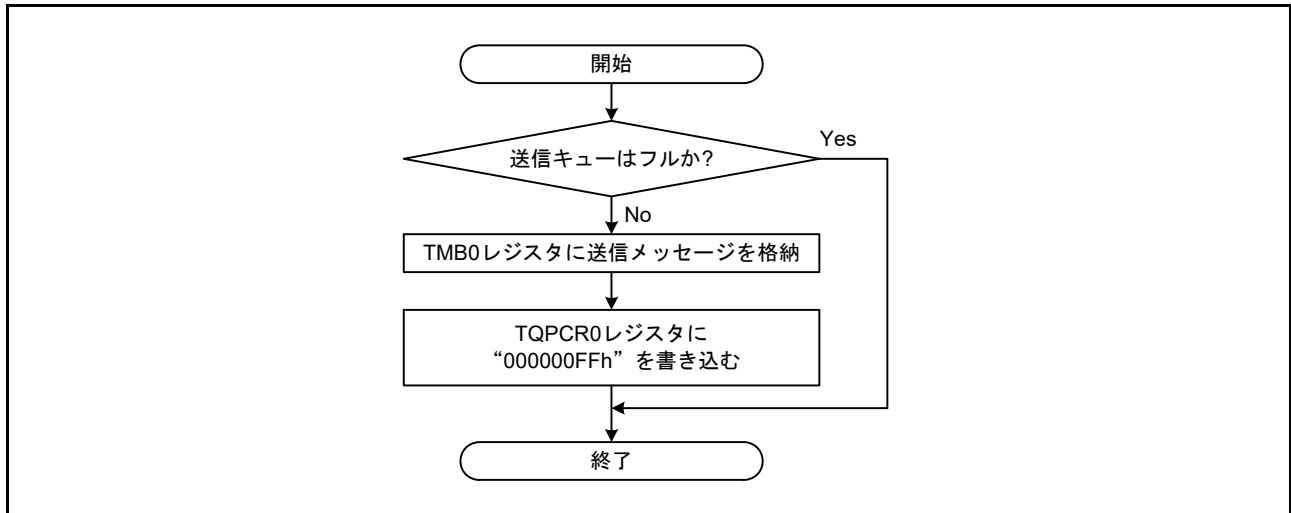 開始
送信キューはフルか?
Yes
No
TMB0レジスタに送信メッセージを格納
TQPCR0レジスタに
“000000FFh”を書き込む
終了